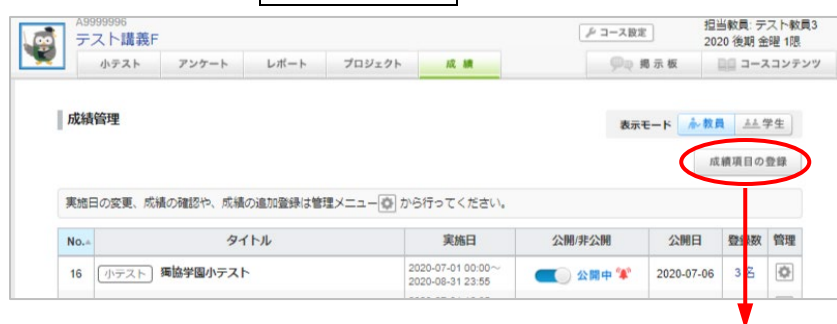 A9999996
テスト講義F
コース設定
担当教員: テスト教員3
2020 後期 金曜 1限
小テスト アンケート レポート プロジェクト 成績 掲示板 コースコンテンツ
成績管理
表示モード 教員 学生
成績項目の登録
実施日の変更、成績の確認や、成績の追加登録は管理メニュー から行ってください。
No. タイトル 実施日 公開/非公開 公開日 登録数 管理
16 小テスト 獨協学園小テスト 2020-07-01 00:00～ 公開中 2020-07-06 3名
2020-08-31 23:55